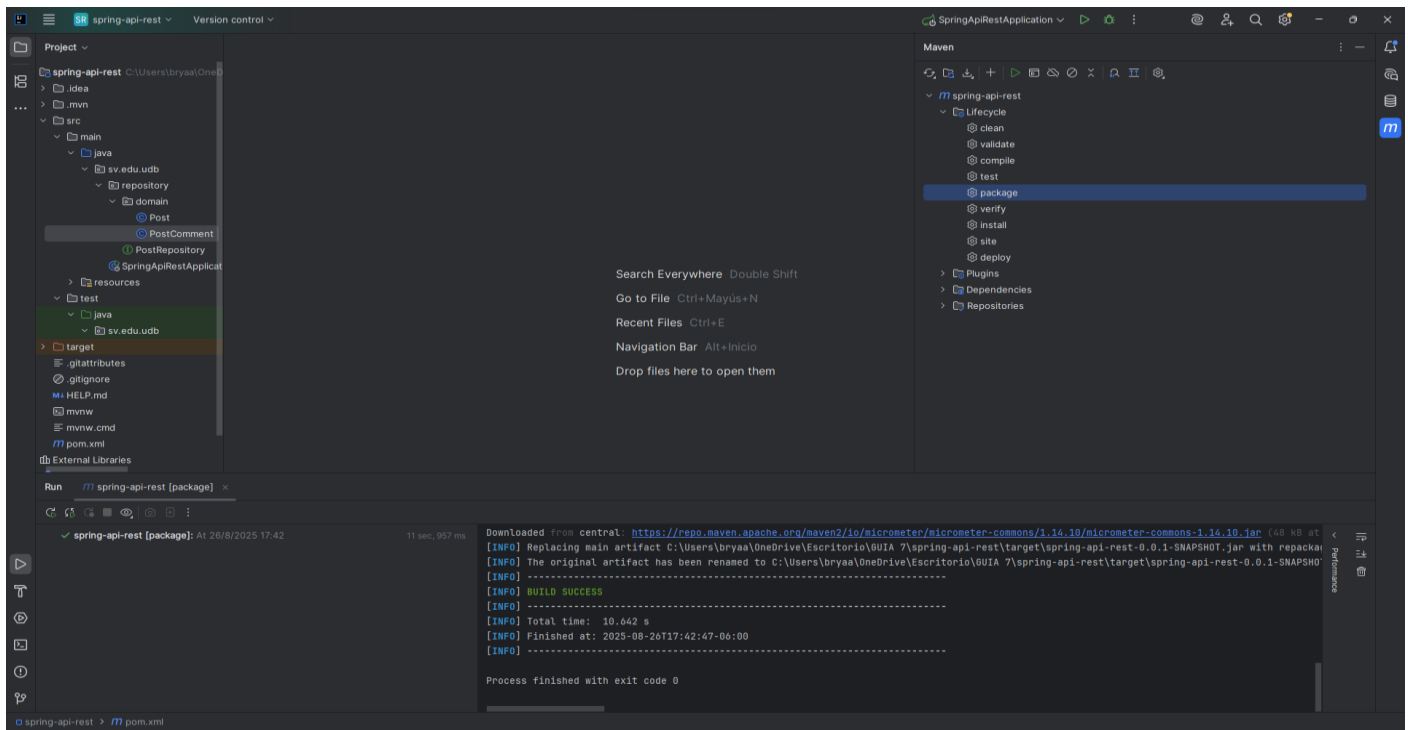 SR spring-api-rest Version control SpringApiRestApplication
Project
spring-api-rest C:\Users\bryaa\OneD
.idea
.mvn
src
main
java
sv.edu.udb
repository
domain
Post
PostComment
PostRepository
SpringApiRestApplicat
resources
test
java
sv.edu.udb
target
.gitattributes
.gitignore
M↓ HELP.md
mvnw
mvnw.cmd
m pom.xml
External Libraries
Search Everywhere Double Shift
Go to File Ctrl+Mayús+N
Recent Files Ctrl+E
Navigation Bar Alt+Inicio
Drop files here to open them
Maven
m spring-api-rest
Lifecycle
clean
validate
compile
test
package
verify
install
site
deploy
Plugins
Dependencies
Repositories
m
Run m spring-api-rest [package] ×
spring-api-rest [package]: At 26/8/2025 17:42 11 sec, 957 ms
Downloaded from central: https://repo.maven.apache.org/maven2/io/micrometer/micrometer-commons/1.14.10/micrometer-commons-1.14.10.jar (48 kB at
[INFO] Replacing main artifact C:\Users\bryaa\OneDrive\Escritorio\GUIA 7\spring-api-rest\target\spring-api-rest-0.0.1-SNAPSHOT.jar with repackag
[INFO] The original artifact has been renamed to C:\Users\bryaa\OneDrive\Escritorio\GUIA 7\spring-api-rest\target\spring-api-rest-0.0.1-SNAPSHOT
[INFO] ------------------------------------------------------------------------
[INFO] BUILD SUCCESS
[INFO] ------------------------------------------------------------------------
[INFO] Total time:  10.642 s
[INFO] Finished at: 2025-08-26T17:42:47-06:00
[INFO] ------------------------------------------------------------------------
Process finished with exit code 0
Performance
spring-api-rest > m pom.xml